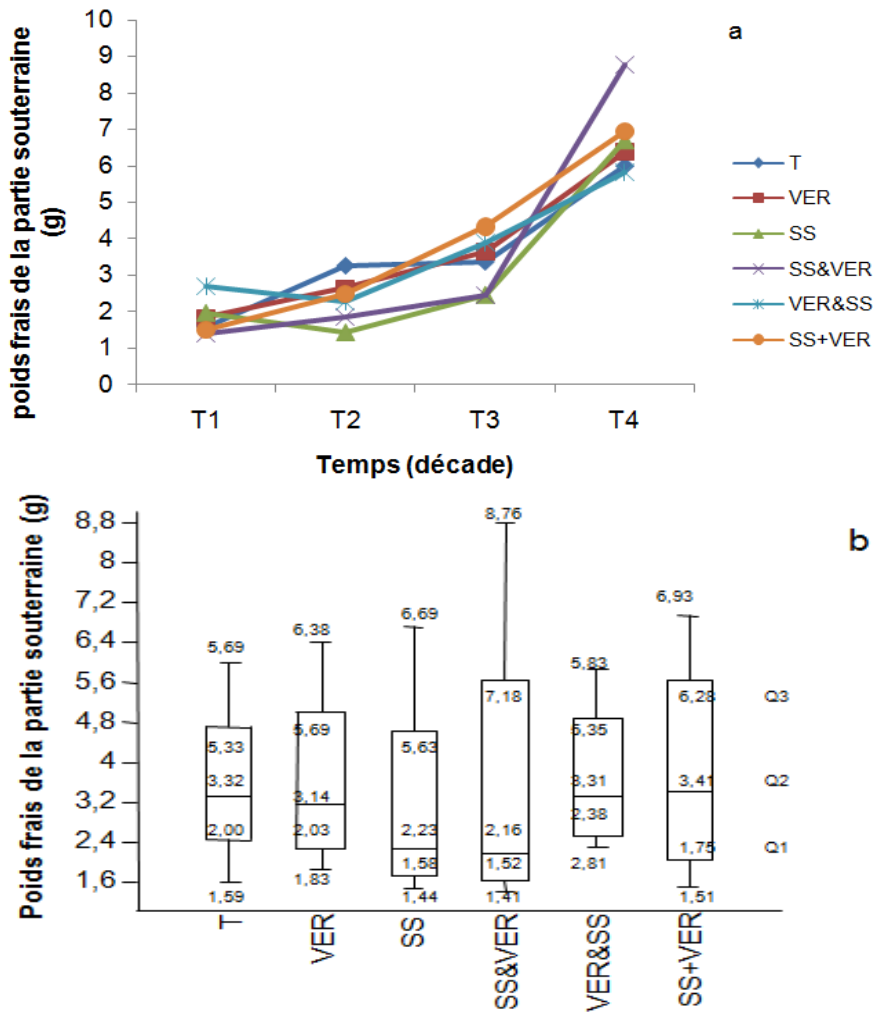 a
poids frais de la partie souterraine
(g)
10
9
8
7
6
5
4
3
2
1
0
T1 T2 T3 T4
Temps (décade)
T
VER
SS
SS&VER
VER&SS
SS+VER
b
Poids frais de la partie souterraine (g)
8,8
8
7,2
6,4
5,6
4,8
4
3,2
2,4
1,6
5,69 6,38 6,69 8,76 5,83 6,93
5,33 5,69 5,63 7,18 5,35 6,28 Q3
3,32 3,14 2,23 2,16 3,31 3,41 Q2
2,00 2,03 1,58 1,52 2,38 1,75 Q1
1,59 1,83 1,44 1,41 2,81 1,51
T VER SS SS&VER VER&SS SS+VER